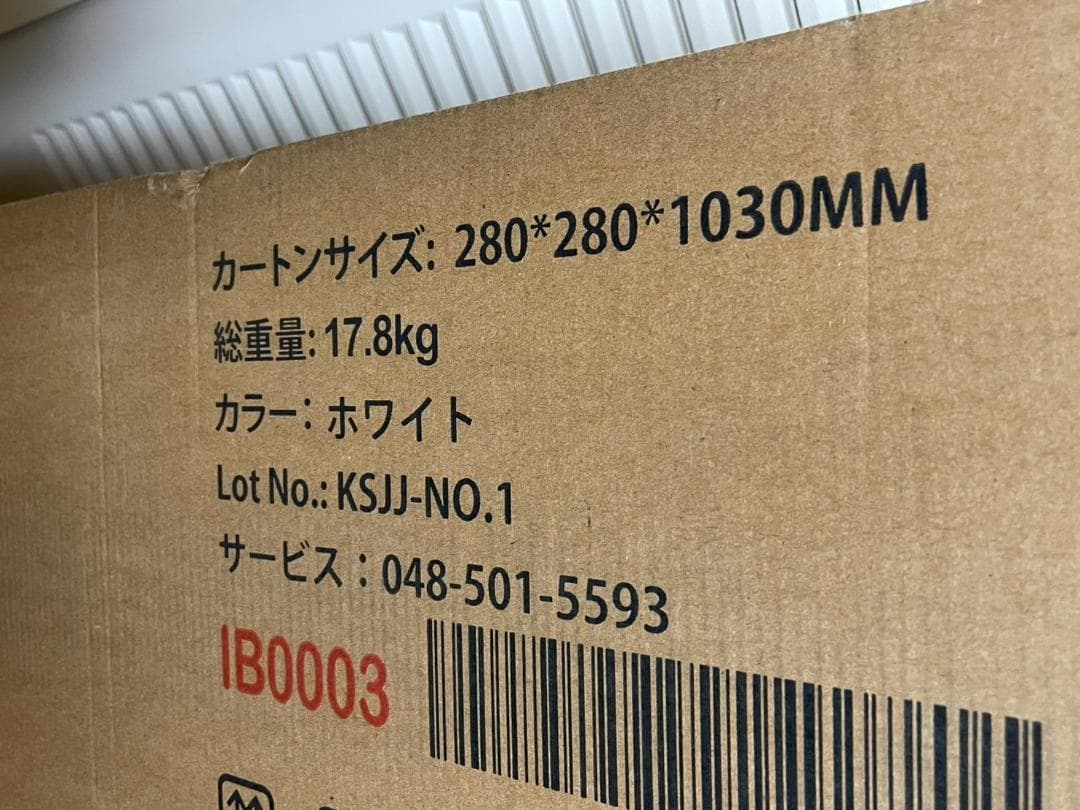 カートンサイズ: 280*280*1030MM
総重量: 17.8kg
カラー： ホワイト
Lot No.: KSJJ-NO.1
サービス：048-501-5593
IB0003